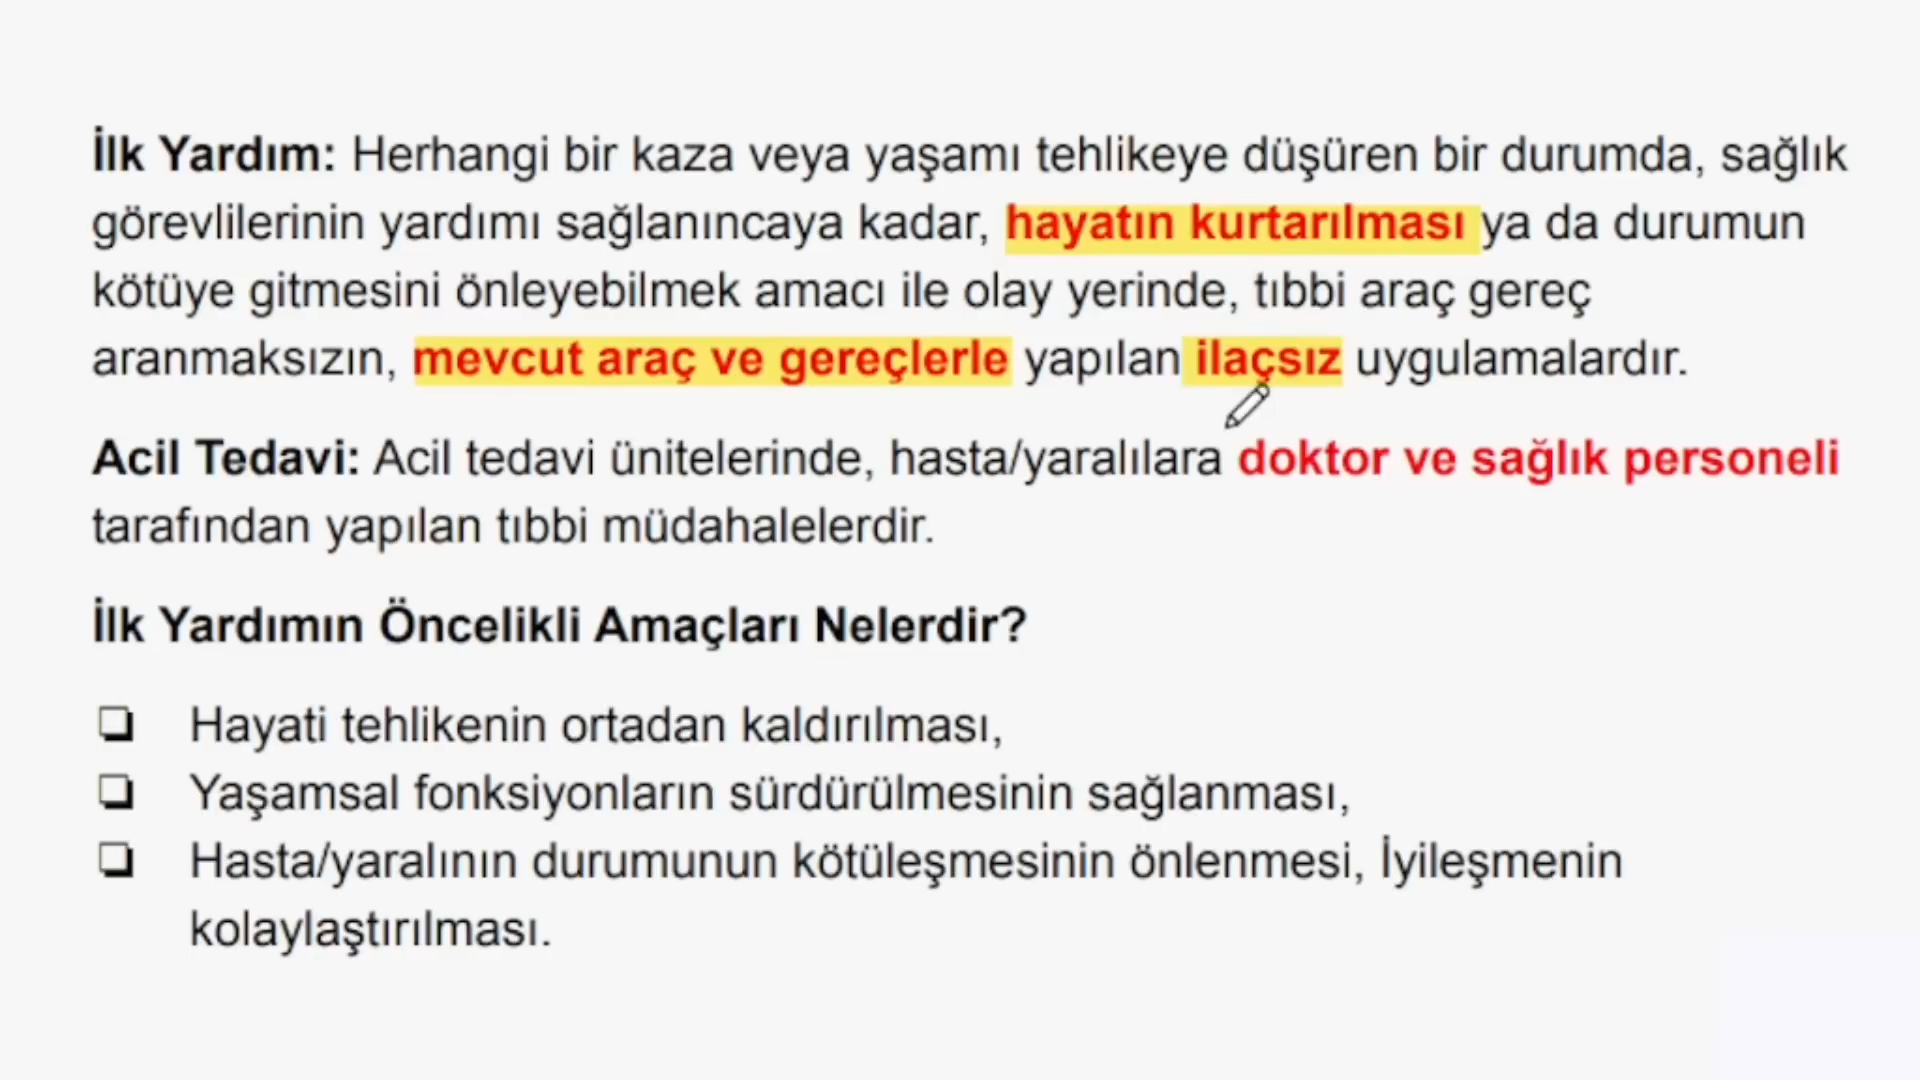 İlk Yardım: Herhangi bir kaza veya yaşamı tehlikeye düşüren bir durumda, sağlık
görevlilerinin yardımı sağlanıncaya kadar, hayatın kurtarılması ya da durumun
kötüye gitmesini önleyebilmek amacı ile olay yerinde, tıbbi araç gereç
aranmaksızın, mevcut araç ve gereçlerle yapılan ilaçsız uygulamalardır.
Acil Tedavi: Acil tedavi ünitelerinde, hasta/yaralılara doktor ve sağlık personeli
tarafından yapılan tıbbi müdahalelerdir.
İlk Yardımın Öncelikli Amaçları Nelerdir?
❏ Hayati tehlikenin ortadan kaldırılması,
❏ Yaşamsal fonksiyonların sürdürülmesinin sağlanması,
❏ Hasta/yaralının durumunun kötüleşmesinin önlenmesi, İyileşmenin
kolaylaştırılması.